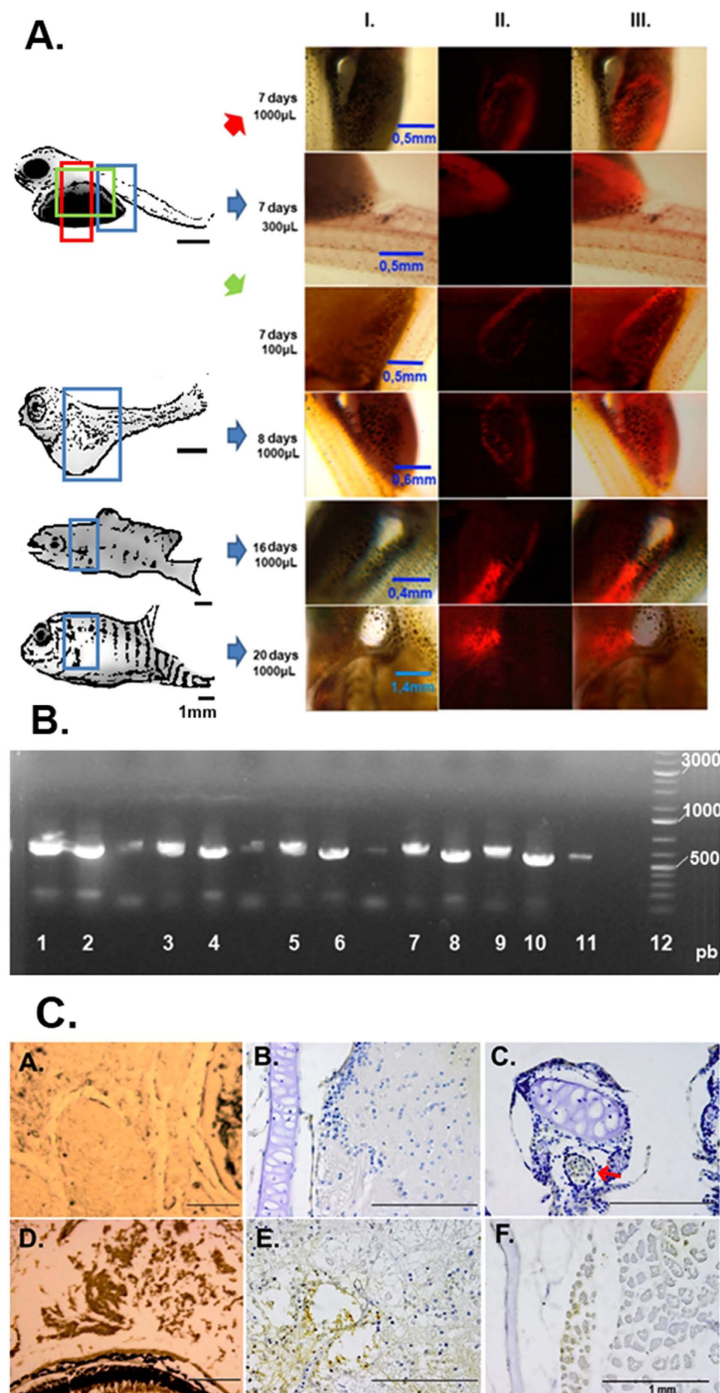 A.
I. II. III.
7 days
1000µL
0,5mm
7 days
300µL
0,5mm
7 days
100µL
0,5mm
8 days
1000µL
0,6mm
16 days
1000µL
0,4mm
20 days
1000µL
1,4mm
1mm
B.
3000
1000
500
1 2 3 4 5 6 7 8 9 10 11 12 pb
C.
A. B. C.
D. E. F.
1 mm